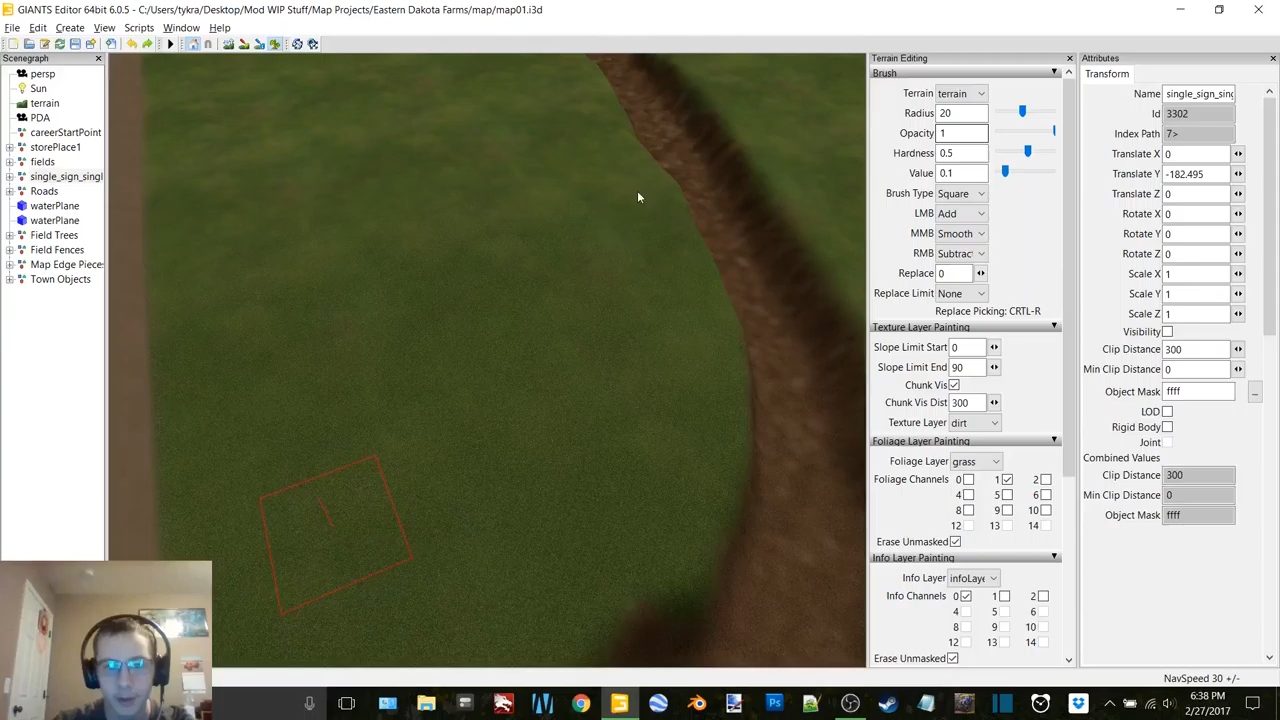 GIANTS Editor 64bit 6.0.5 - C:/Users/tykra/Desktop/Mod WIP Stuff/Map Projects/Eastern Dakota Farms/map/map01.i3d
File Edit View Create Scripts Window Help
Scenegraph
persp
Sun
terrain
PDA
careerStartPoint
storePlace1
fields
single_sign_singl
Roads
waterPlane
waterPlane
Field Trees
Field Fences
Map Edge Piece
Town Objects
Terrain Editing
Brush
Terrain terrain
Radius 20
Opacity 1
Hardness 0.5
Value 0.1
Brush Type Square
LMB Add
MMB Smooth
RMB Subtrac
Replace 0
Replace Limit None
Replace Picking: CRTL-R
Texture Layer Painting
Slope Limit Start 0
Slope Limit End 90
Chunk Vis
Chunk Vis Dist 300
Texture Layer dirt
Foliage Layer Painting
Foliage Layer grass
Foliage Channels 0 1 2
4 5 6
8 9 10
12 13 14
Erase Unmasked
Info Layer Painting
Info Layer infoLaye
Info Channels 0 1 2
4 5 6
8 9 10
12 13 14
Erase Unmasked
Attributes
Transform
Name single_sign_sing
Id 3302
Index Path 7>
Translate X 0
Translate Y -182.495
Translate Z 0
Rotate X 0
Rotate Y 0
Rotate Z 0
Scale X 1
Scale Y 1
Scale Z 1
Visibility
Clip Distance 300
Min Clip Distance 0
Object Mask ffff
...
LOD
Rigid Body
Joint
Combined Values
Clip Distance 300
Min Clip Distance 0
Object Mask ffff
NavSpeed 30 +/-
6:38 PM
2/27/2017